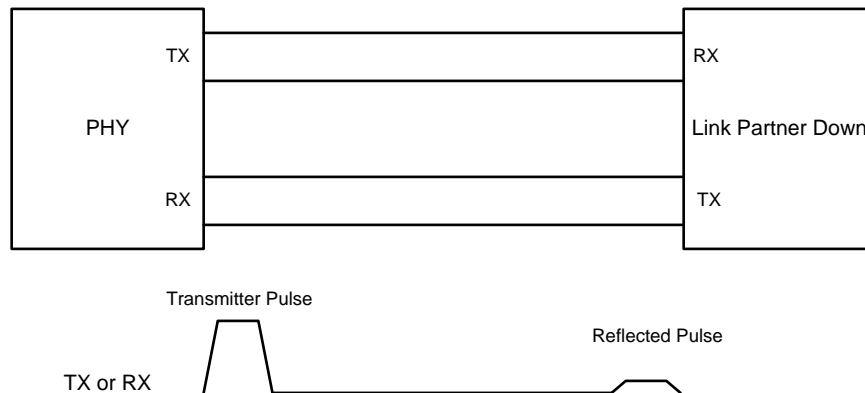 TX
RX
PHY
Link Partner Down
RX
TX
Transmitter Pulse
Reflected Pulse
TX or RX